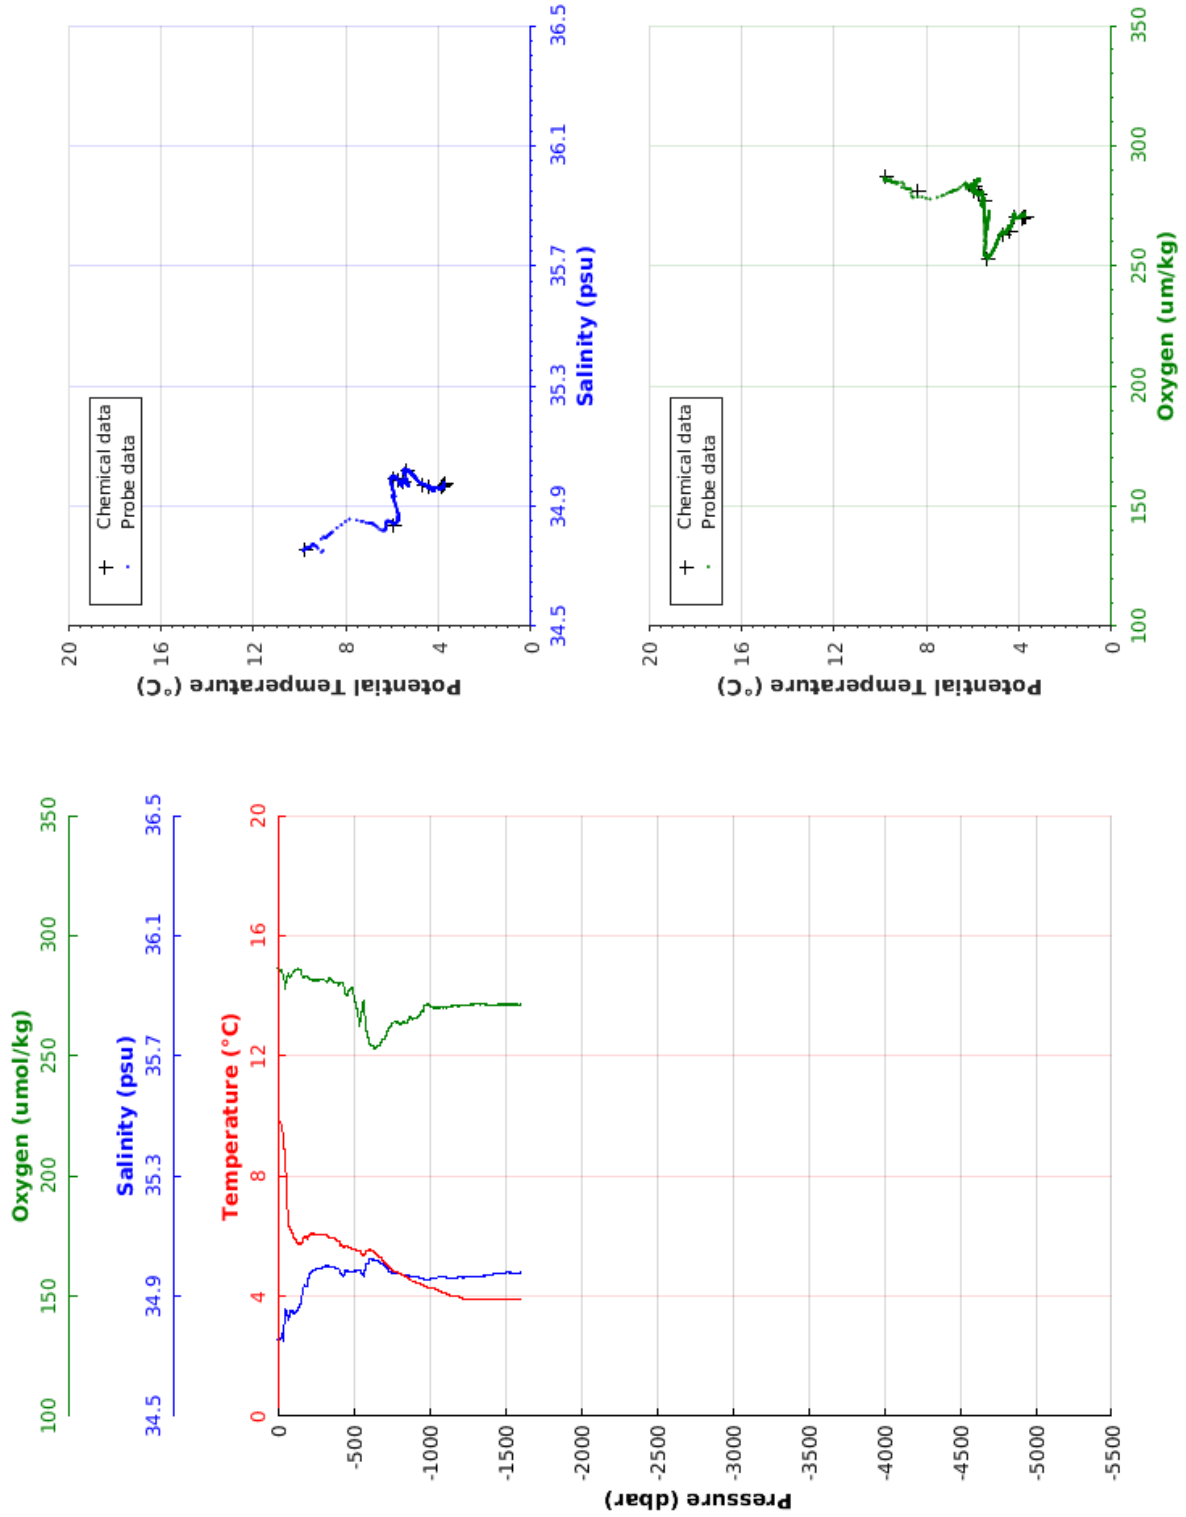 Oxygen (umol/kg)
100 150 200 250 300 350
Salinity (psu)
34.5 34.9 35.3 35.7 36.1 36.5
Temperature (°C)
0 4 8 12 16 20
Pressure (dbar)
0
-500
-1000
-1500
-2000
-2500
-3000
-3500
-4000
-4500
-5000
-5500
Potential Temperature (°C)
20
16
12
8
4
0
Chemical data
Probe data
34.5 34.9 35.3 35.7 36.1 36.5
Salinity (psu)
Potential Temperature (°C)
20
16
12
8
4
0
Chemical data
Probe data
100 150 200 250 300 350
Oxygen (um/kg)